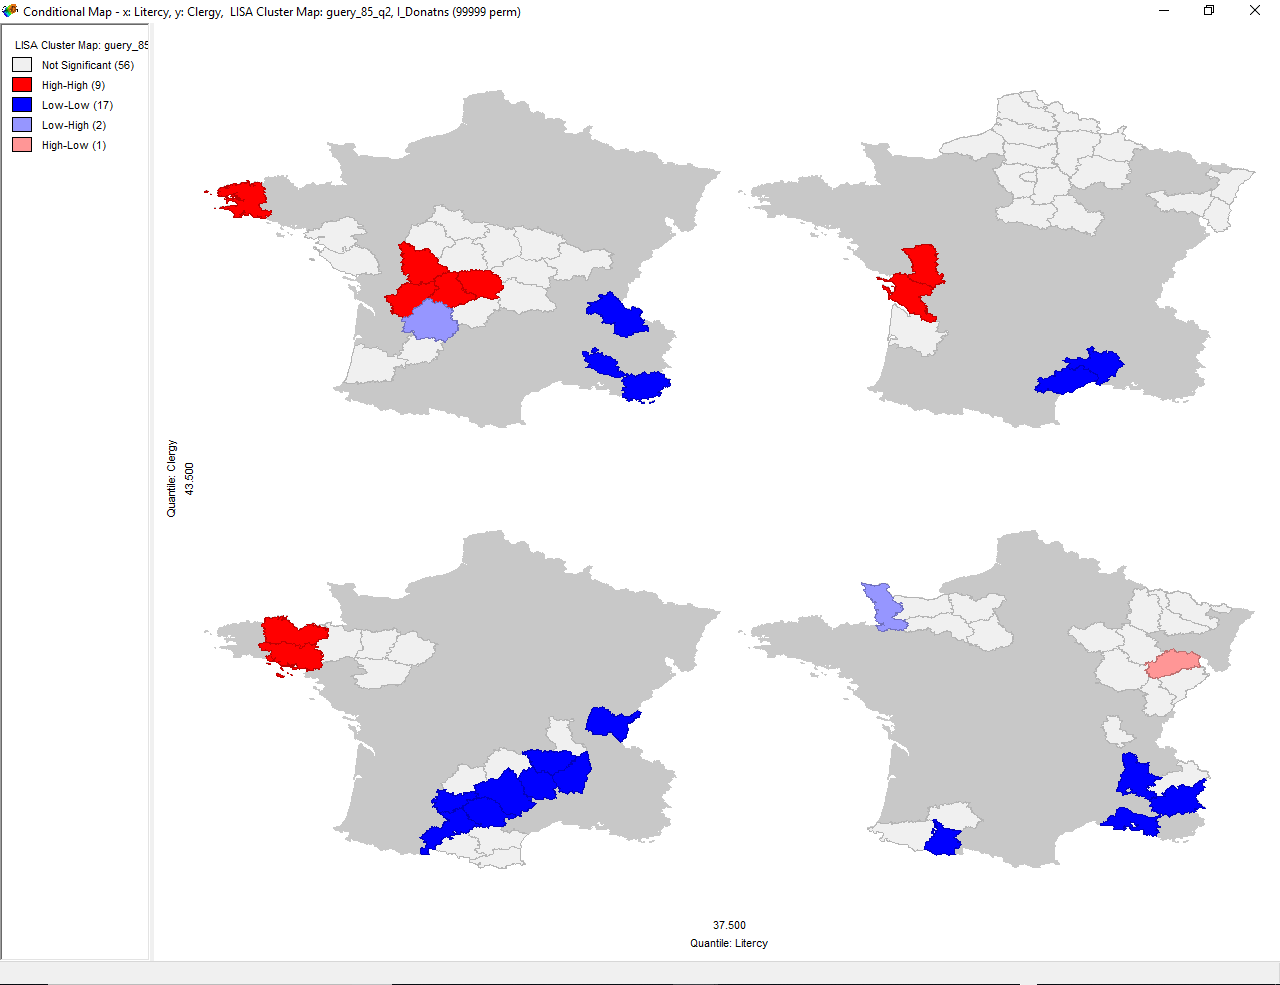 Conditional Map - x: Litercy, y: Clergy,  LISA Cluster Map: guery_85_q2, I_Donatns (99999 perm)
LISA Cluster Map: guery_85
Not Significant (56)
High-High (9)
Low-Low (17)
Low-High (2)
High-Low (1)
Quantile: Clergy
43.500
37.500
Quantile: Litercy